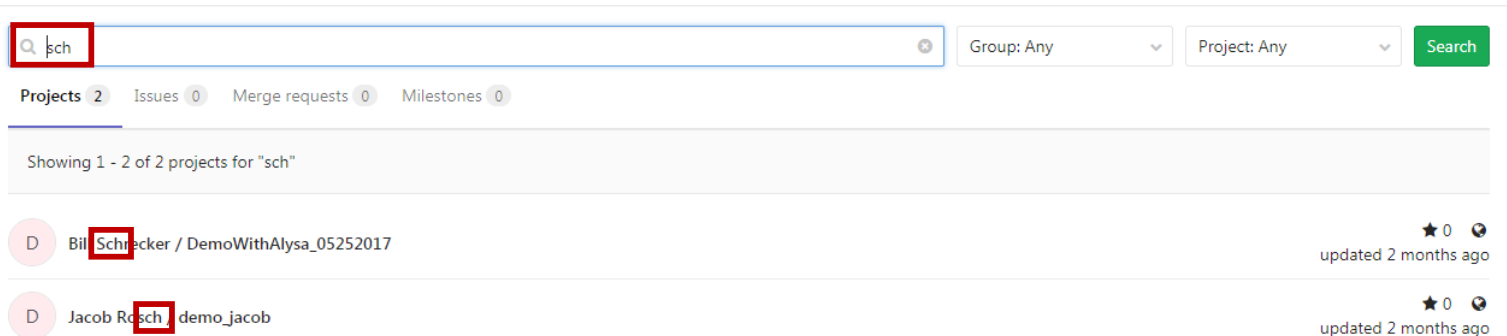 sch Group: Any Project: Any Search
Projects 2 Issues 0 Merge requests 0 Milestones 0
Showing 1 - 2 of 2 projects for "sch"
D Bill Schrecker / DemoWithAlysa_05252017 0
updated 2 months ago
D Jacob Rosch / demo_jacob 0
updated 2 months ago